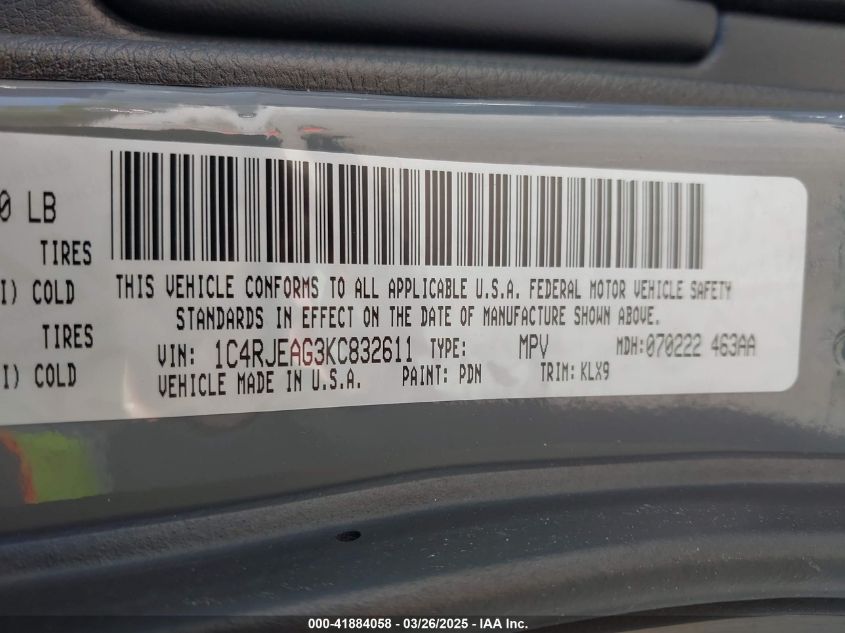 0 LB
TIRES
I) COLD
TIRES
I) COLD
THIS VEHICLE CONFORMS TO ALL APPLICABLE U.S.A. FEDERAL MOTOR VEHICLE SAFETY
STANDARDS IN EFFECT ON THE DATE OF MANUFACTURE SHOWN ABOVE.
VIN: 1C4RJEAG3KC832611 TYPE: MPV MDH: 070222 463AA
VEHICLE MADE IN U.S.A. PAINT: PDN TRIM: KLX9
000-41884058 - 03/26/2025 - IAA Inc.